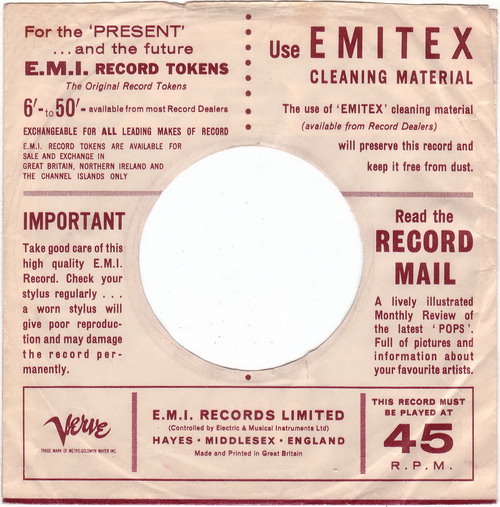 For the 'PRESENT'
...and the future
E.M.I. RECORD TOKENS
The Original Record Tokens
6'-to 50'- available from most Record Dealers
EXCHANGEABLE FOR ALL LEADING MAKES OF RECORD
E.M.I. RECORD TOKENS ARE AVAILABLE FOR
SALE AND EXCHANGE IN
GREAT BRITAIN, NORTHERN IRELAND AND
THE CHANNEL ISLANDS ONLY
Use EMITEX
CLEANING MATERIAL
The use of 'EMITEX' cleaning material
(available from Record Dealers)
will preserve this record and
keep it free from dust.
IMPORTANT
Take good care of this
high quality E.M.I.
Record. Check your
stylus regularly ...
a worn stylus will
give poor reproduc-
tion and may damage
the record per-
manently.
Read the
RECORD
MAIL
A lively illustrated
Monthly Review of
the latest 'POPS'.
Full of pictures and
information about
your favourite artists.
Verve
TRADE MARK OF METRO-GOLDWYN-MAYER INC.
E.M.I. RECORDS LIMITED
(Controlled by Electric & Musical Instruments Ltd)
HAYES • MIDDLESEX • ENGLAND
Made and Printed in Great Britain
THIS RECORD MUST
BE PLAYED AT
45
R.P.M.